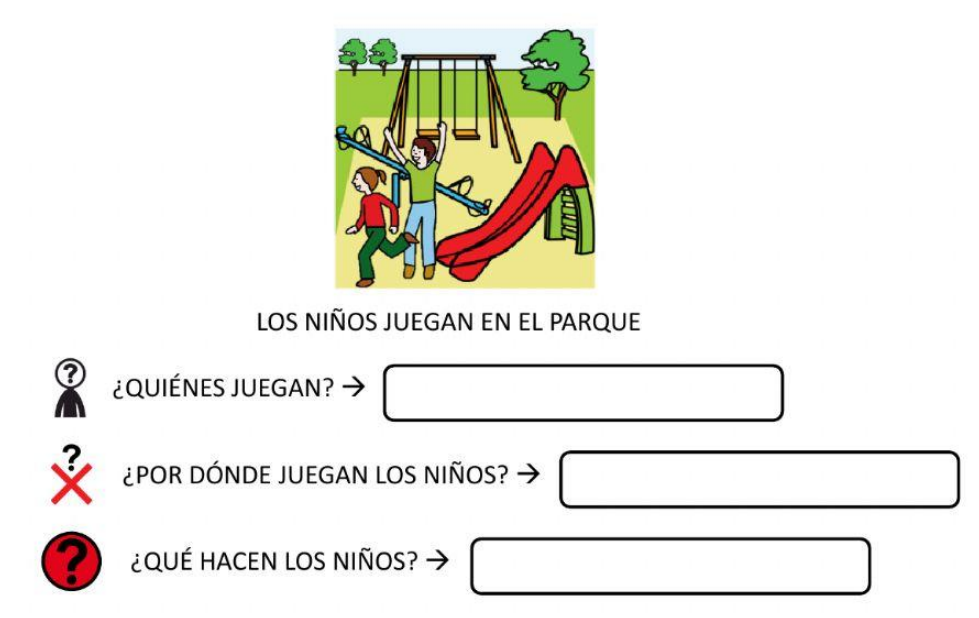 LOS NIÑOS JUEGAN EN EL PARQUE
? ¿QUIÉNES JUEGAN? →
? ¿POR DÓNDE JUEGAN LOS NIÑOS? →
? ¿QUÉ HACEN LOS NIÑOS? →